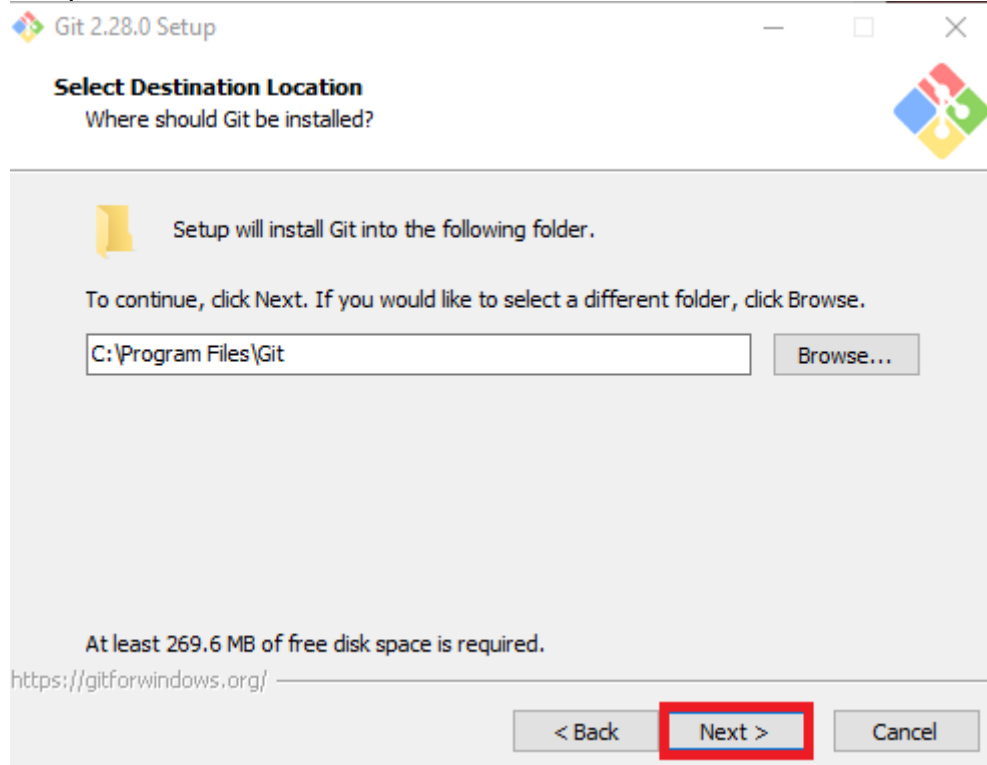 Git 2.28.0 Setup
Select Destination Location
Where should Git be installed?
Setup will install Git into the following folder.
To continue, click Next. If you would like to select a different folder, click Browse.
C:\Program Files\Git
Browse...
At least 269.6 MB of free disk space is required.
https://gitforwindows.org/
< Back Next > Cancel